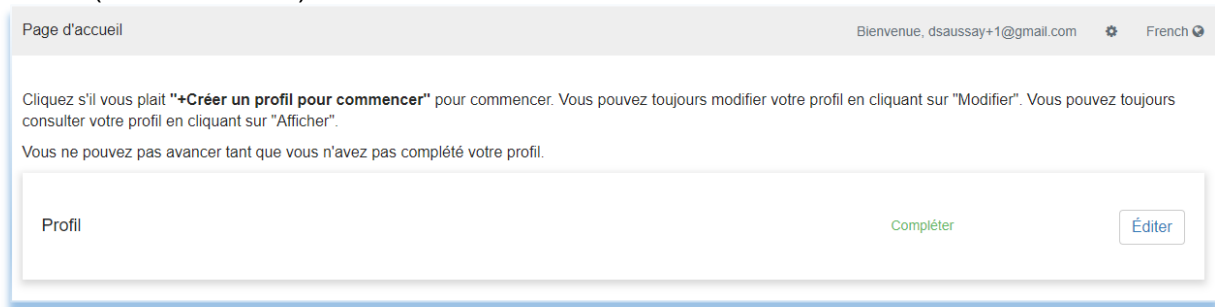 Page d'accueil
Bienvenue, dsaussay+1@gmail.com French
Cliquez s'il vous plait "+Créer un profil pour commencer" pour commencer. Vous pouvez toujours modifier votre profil en cliquant sur "Modifier". Vous pouvez toujours
consulter votre profil en cliquant sur "Afficher".
Vous ne pouvez pas avancer tant que vous n'avez pas complété votre profil.
Profil
Compléter
Éditer